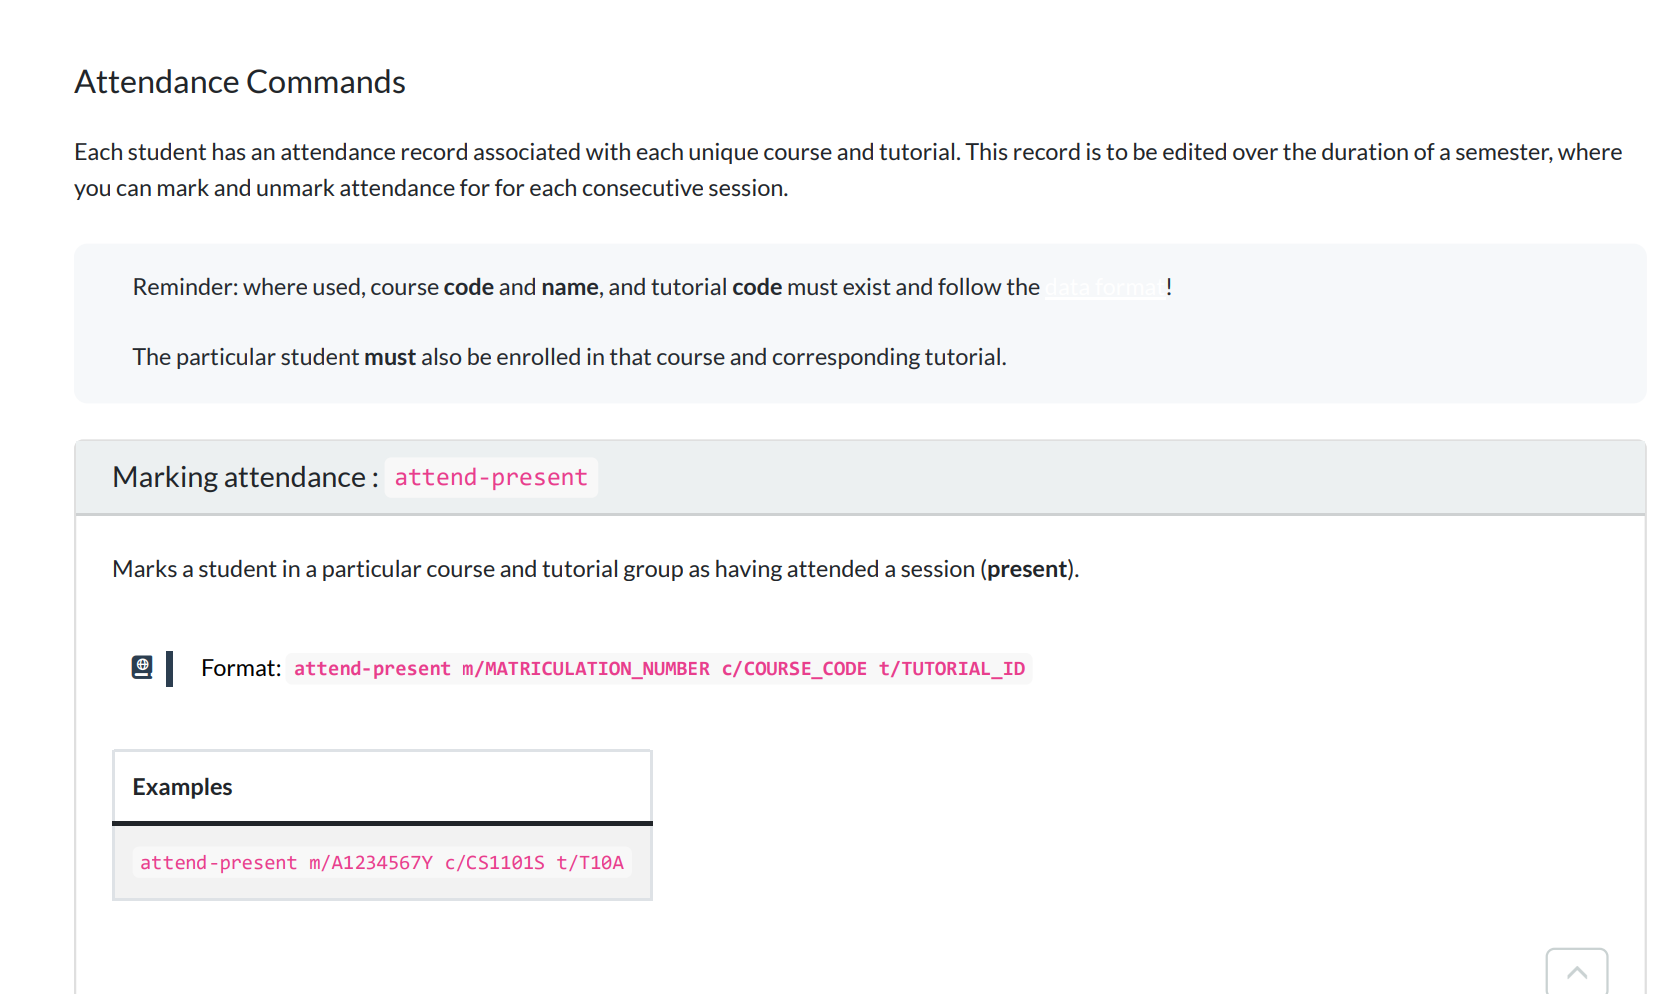 Attendance Commands
Each student has an attendance record associated with each unique course and tutorial. This record is to be edited over the duration of a semester, where
you can mark and unmark attendance for for each consecutive session.
Reminder: where used, course code and name, and tutorial code must exist and follow the data format!
The particular student must also be enrolled in that course and corresponding tutorial.
Marking attendance : attend-present
Marks a student in a particular course and tutorial group as having attended a session (present).
Format: attend-present m/MATRICULATION_NUMBER c/COURSE_CODE t/TUTORIAL_ID
Examples
attend-present m/A1234567Y c/CS1101S t/T10A